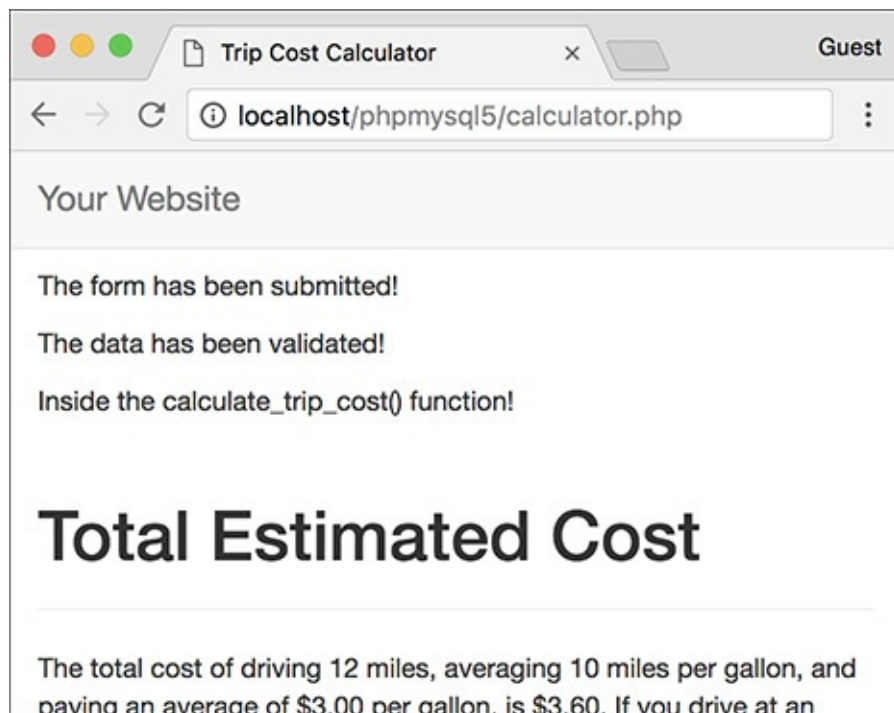 Trip Cost Calculator
Guest
localhost/phpmysql5/calculator.php
Your Website
The form has been submitted!
The data has been validated!
Inside the calculate_trip_cost() function!
Total Estimated Cost
The total cost of driving 12 miles, averaging 10 miles per gallon, and
paying an average of $3.00 per gallon, is $3.60. If you drive at an